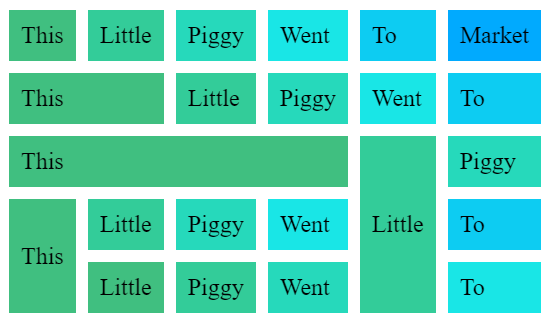 This Little Piggy Went To Market
This Little Piggy Went To
This Piggy
Little Piggy Went Little To
This
Little Piggy Went To